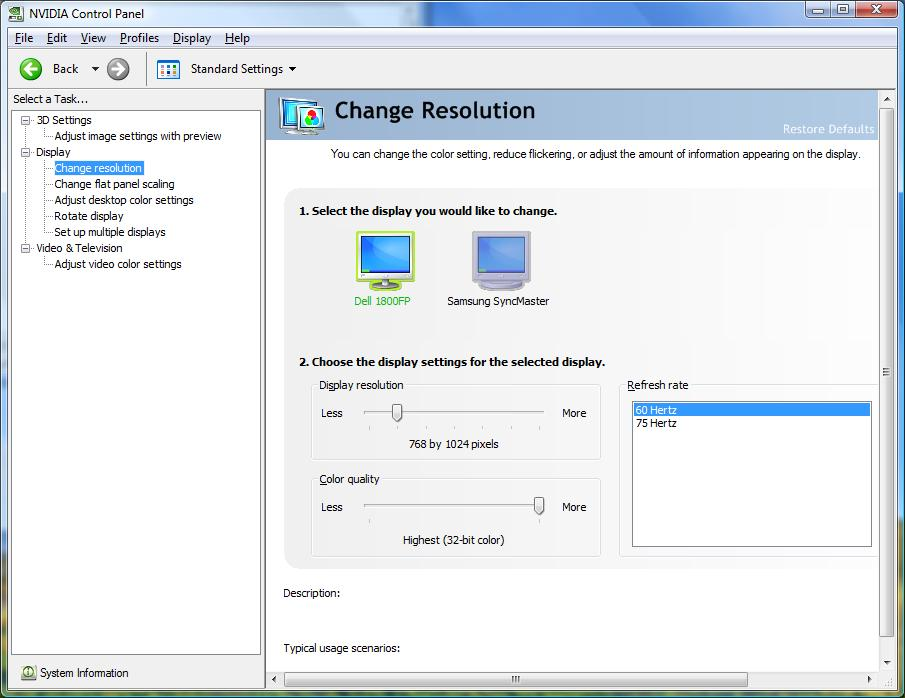 NVIDIA Control Panel
File Edit View Profiles Display Help
Back Standard Settings
Select a Task...
3D Settings
Adjust image settings with preview
Display
Change resolution
Change flat panel scaling
Adjust desktop color settings
Rotate display
Set up multiple displays
Video & Television
Adjust video color settings
System Information
Change Resolution
Restore Defaults
You can change the color setting, reduce flickering, or adjust the amount of information appearing on the display.
1. Select the display you would like to change.
Dell 1800FP Samsung SyncMaster
2. Choose the display settings for the selected display.
Display resolution
Less More
768 by 1024 pixels
Color quality
Less More
Highest (32-bit color)
Refresh rate
60 Hertz
75 Hertz
Description:
Typical usage scenarios: